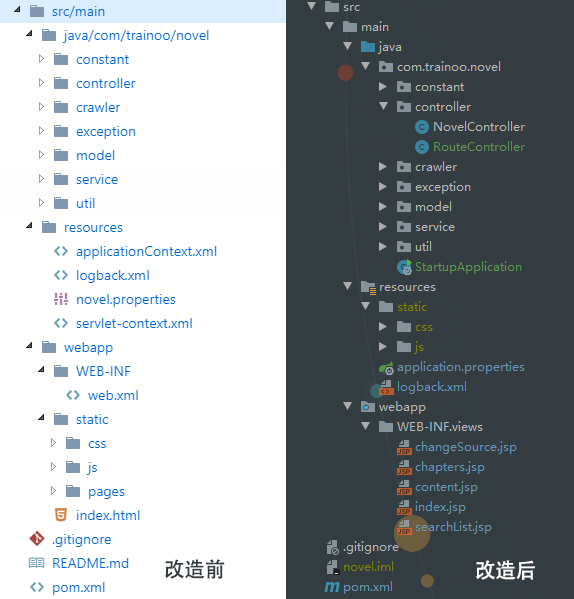 src/main
java/com/trainoo/novel
constant
controller
crawler
exception
model
service
util
resources
applicationContext.xml
logback.xml
novel.properties
servlet-context.xml
webapp
WEB-INF
web.xml
static
css
js
pages
index.html
.gitignore
README.md
pom.xml
改造前
src
main
java
com.trainoo.novel
constant
controller
NovelController
RouteController
crawler
exception
model
service
util
StartupApplication
resources
static
css
js
application.properties
logback.xml
webapp
WEB-INF.views
changeSource.jsp
chapters.jsp
content.jsp
index.jsp
searchList.jsp
.gitignore
novel.iml
pom.xml
改造后